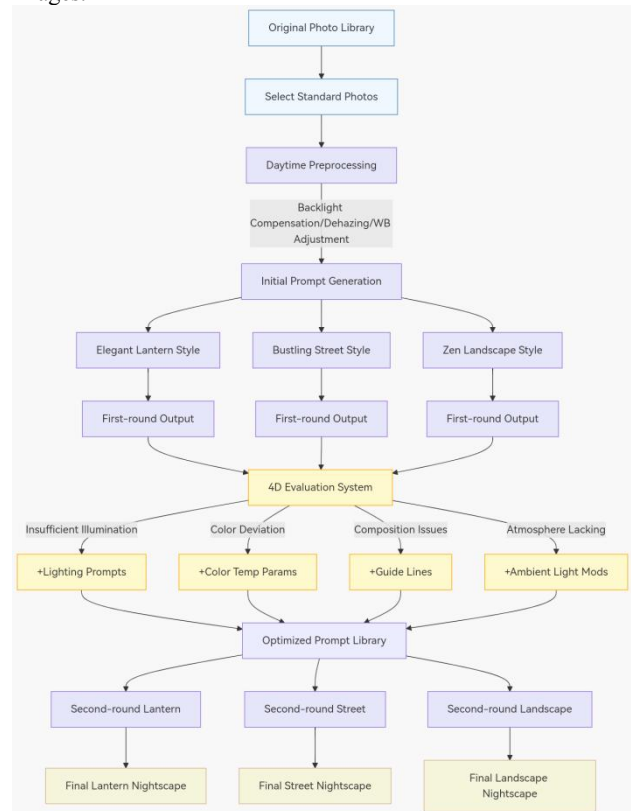 ages.
Original Photo Library
Select Standard Photos
Daytime Preprocessing
Backlight
Compensation/Dehazing/WB
Adjustment
Initial Prompt Generation
Elegant Lantern Style
Bustling Street Style
Zen Landscape Style
First-round Output
First-round Output
First-round Output
4D Evaluation System
Insufficient Illumination
Color Deviation
Composition Issues
Atmosphere Lacking
+Lighting Prompts
+Color Temp Params
+Guide Lines
+Ambient Light Mods
Optimized Prompt Library
Second-round Lantern
Second-round Street
Second-round Landscape
Final Lantern Nightscape
Final Street Nightscape
Final Landscape
Nightscape